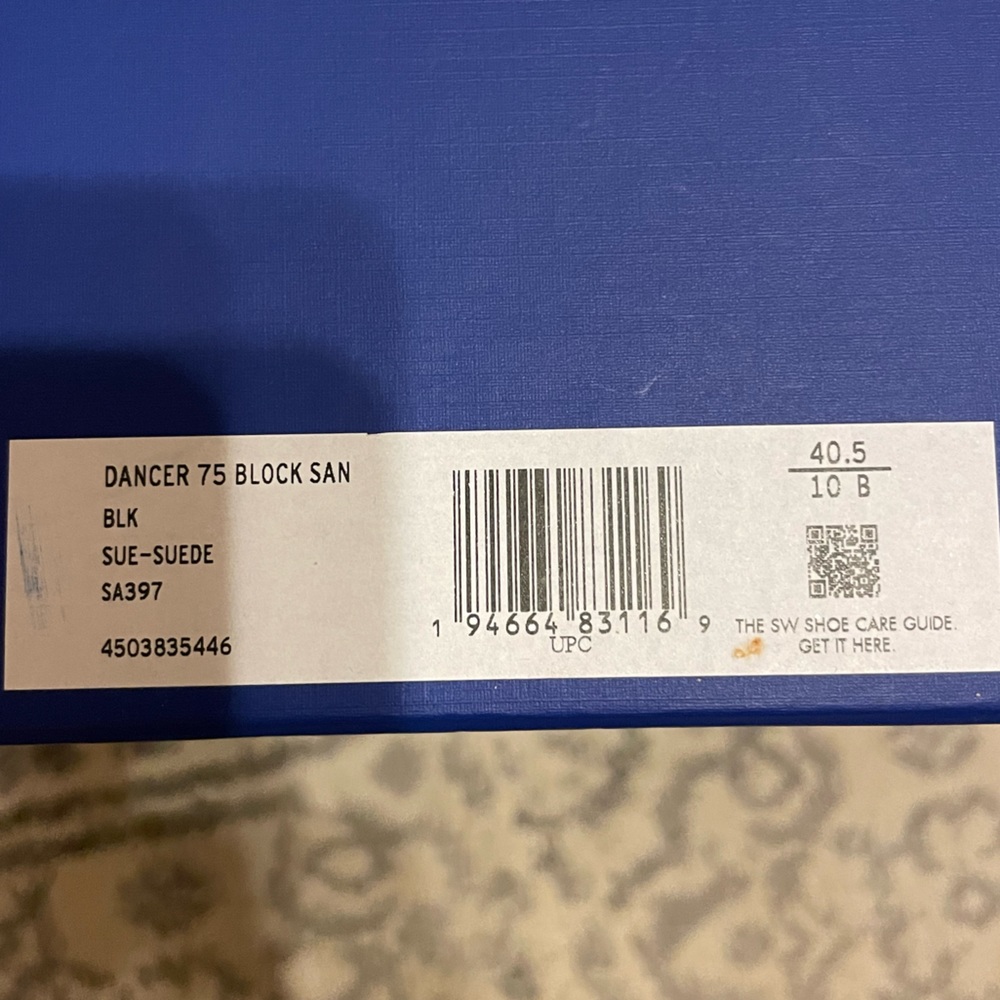 DANCER 75 BLOCK SAN
BLK
SUE-SUEDE
SA397
4503835446
1 94664 83116 9
UPC
40.5
10 B
THE SW SHOE CARE GUIDE.
GET IT HERE.